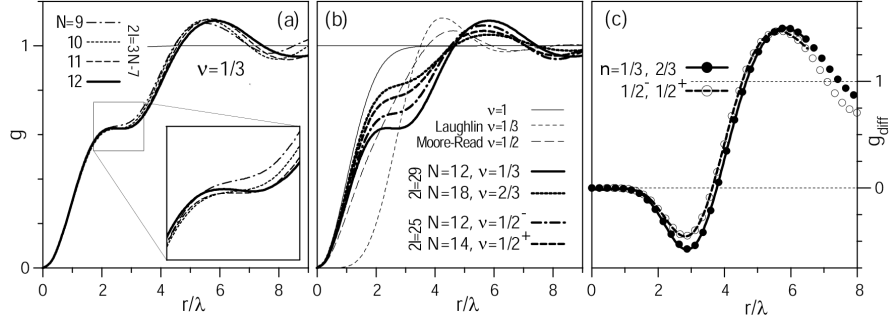 N=9
10
11
12
2l=3N-7
(a)
ν=1/3
1
g
0
0 2 4 6 8
r/λ
(b)
ν=1
Laughlin ν=1/3
Moore-Read ν=1/2
2l=29
N=12, ν=1/3
N=18, ν=2/3
2l=25
N=12, ν=1/2⁻
N=14, ν=1/2⁺
0 2 4 6 8
r/λ
(c)
n=1/3, 2/3
1/2⁻, 1/2⁺
1
g_diff
0
0 2 4 6 8
r/λ